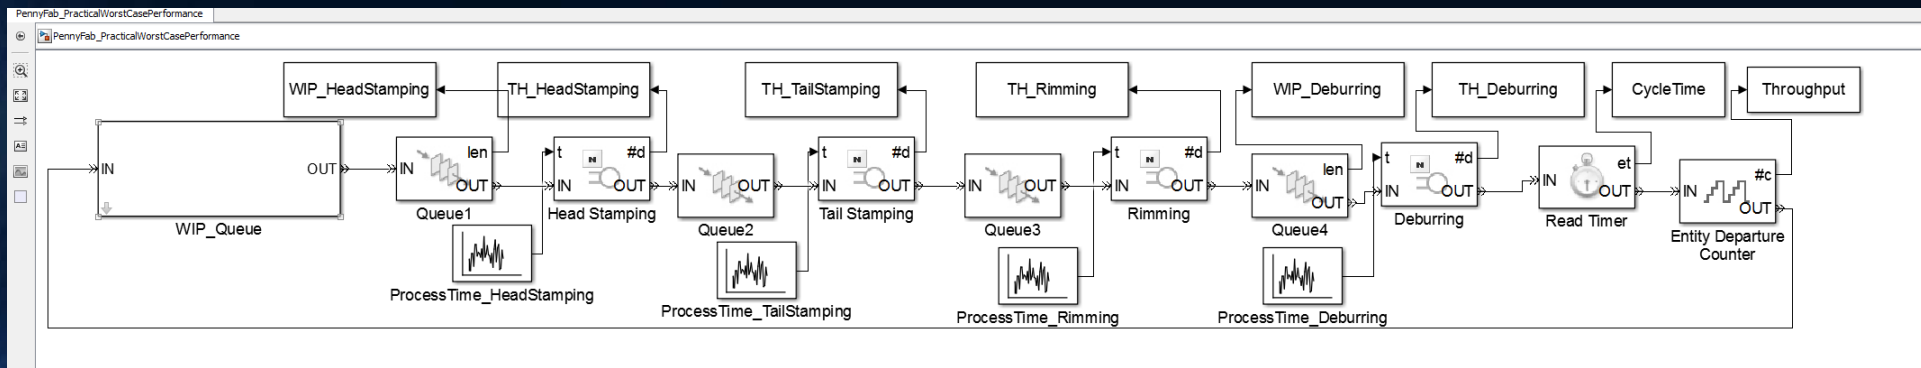 PennyFab_PracticalWorstCasePerformance
PennyFab_PracticalWorstCasePerformance
WIP_HeadStamping
TH_HeadStamping
TH_TailStamping
TH_Rimming
WIP_Deburring
TH_Deburring
CycleTime
Throughput
IN
OUT
WIP_Queue
IN
len
OUT
Queue1
t
#d
N
IN
OUT
Head Stamping
IN
OUT
Queue2
t
#d
N
IN
OUT
Tail Stamping
IN
OUT
Queue3
t
#d
N
IN
OUT
Rimming
IN
len
OUT
Queue4
t
#d
N
IN
OUT
Deburring
IN
et
OUT
Read Timer
IN
#c
OUT
Entity Departure
Counter
ProcessTime_HeadStamping
ProcessTime_TailStamping
ProcessTime_Rimming
ProcessTime_Deburring